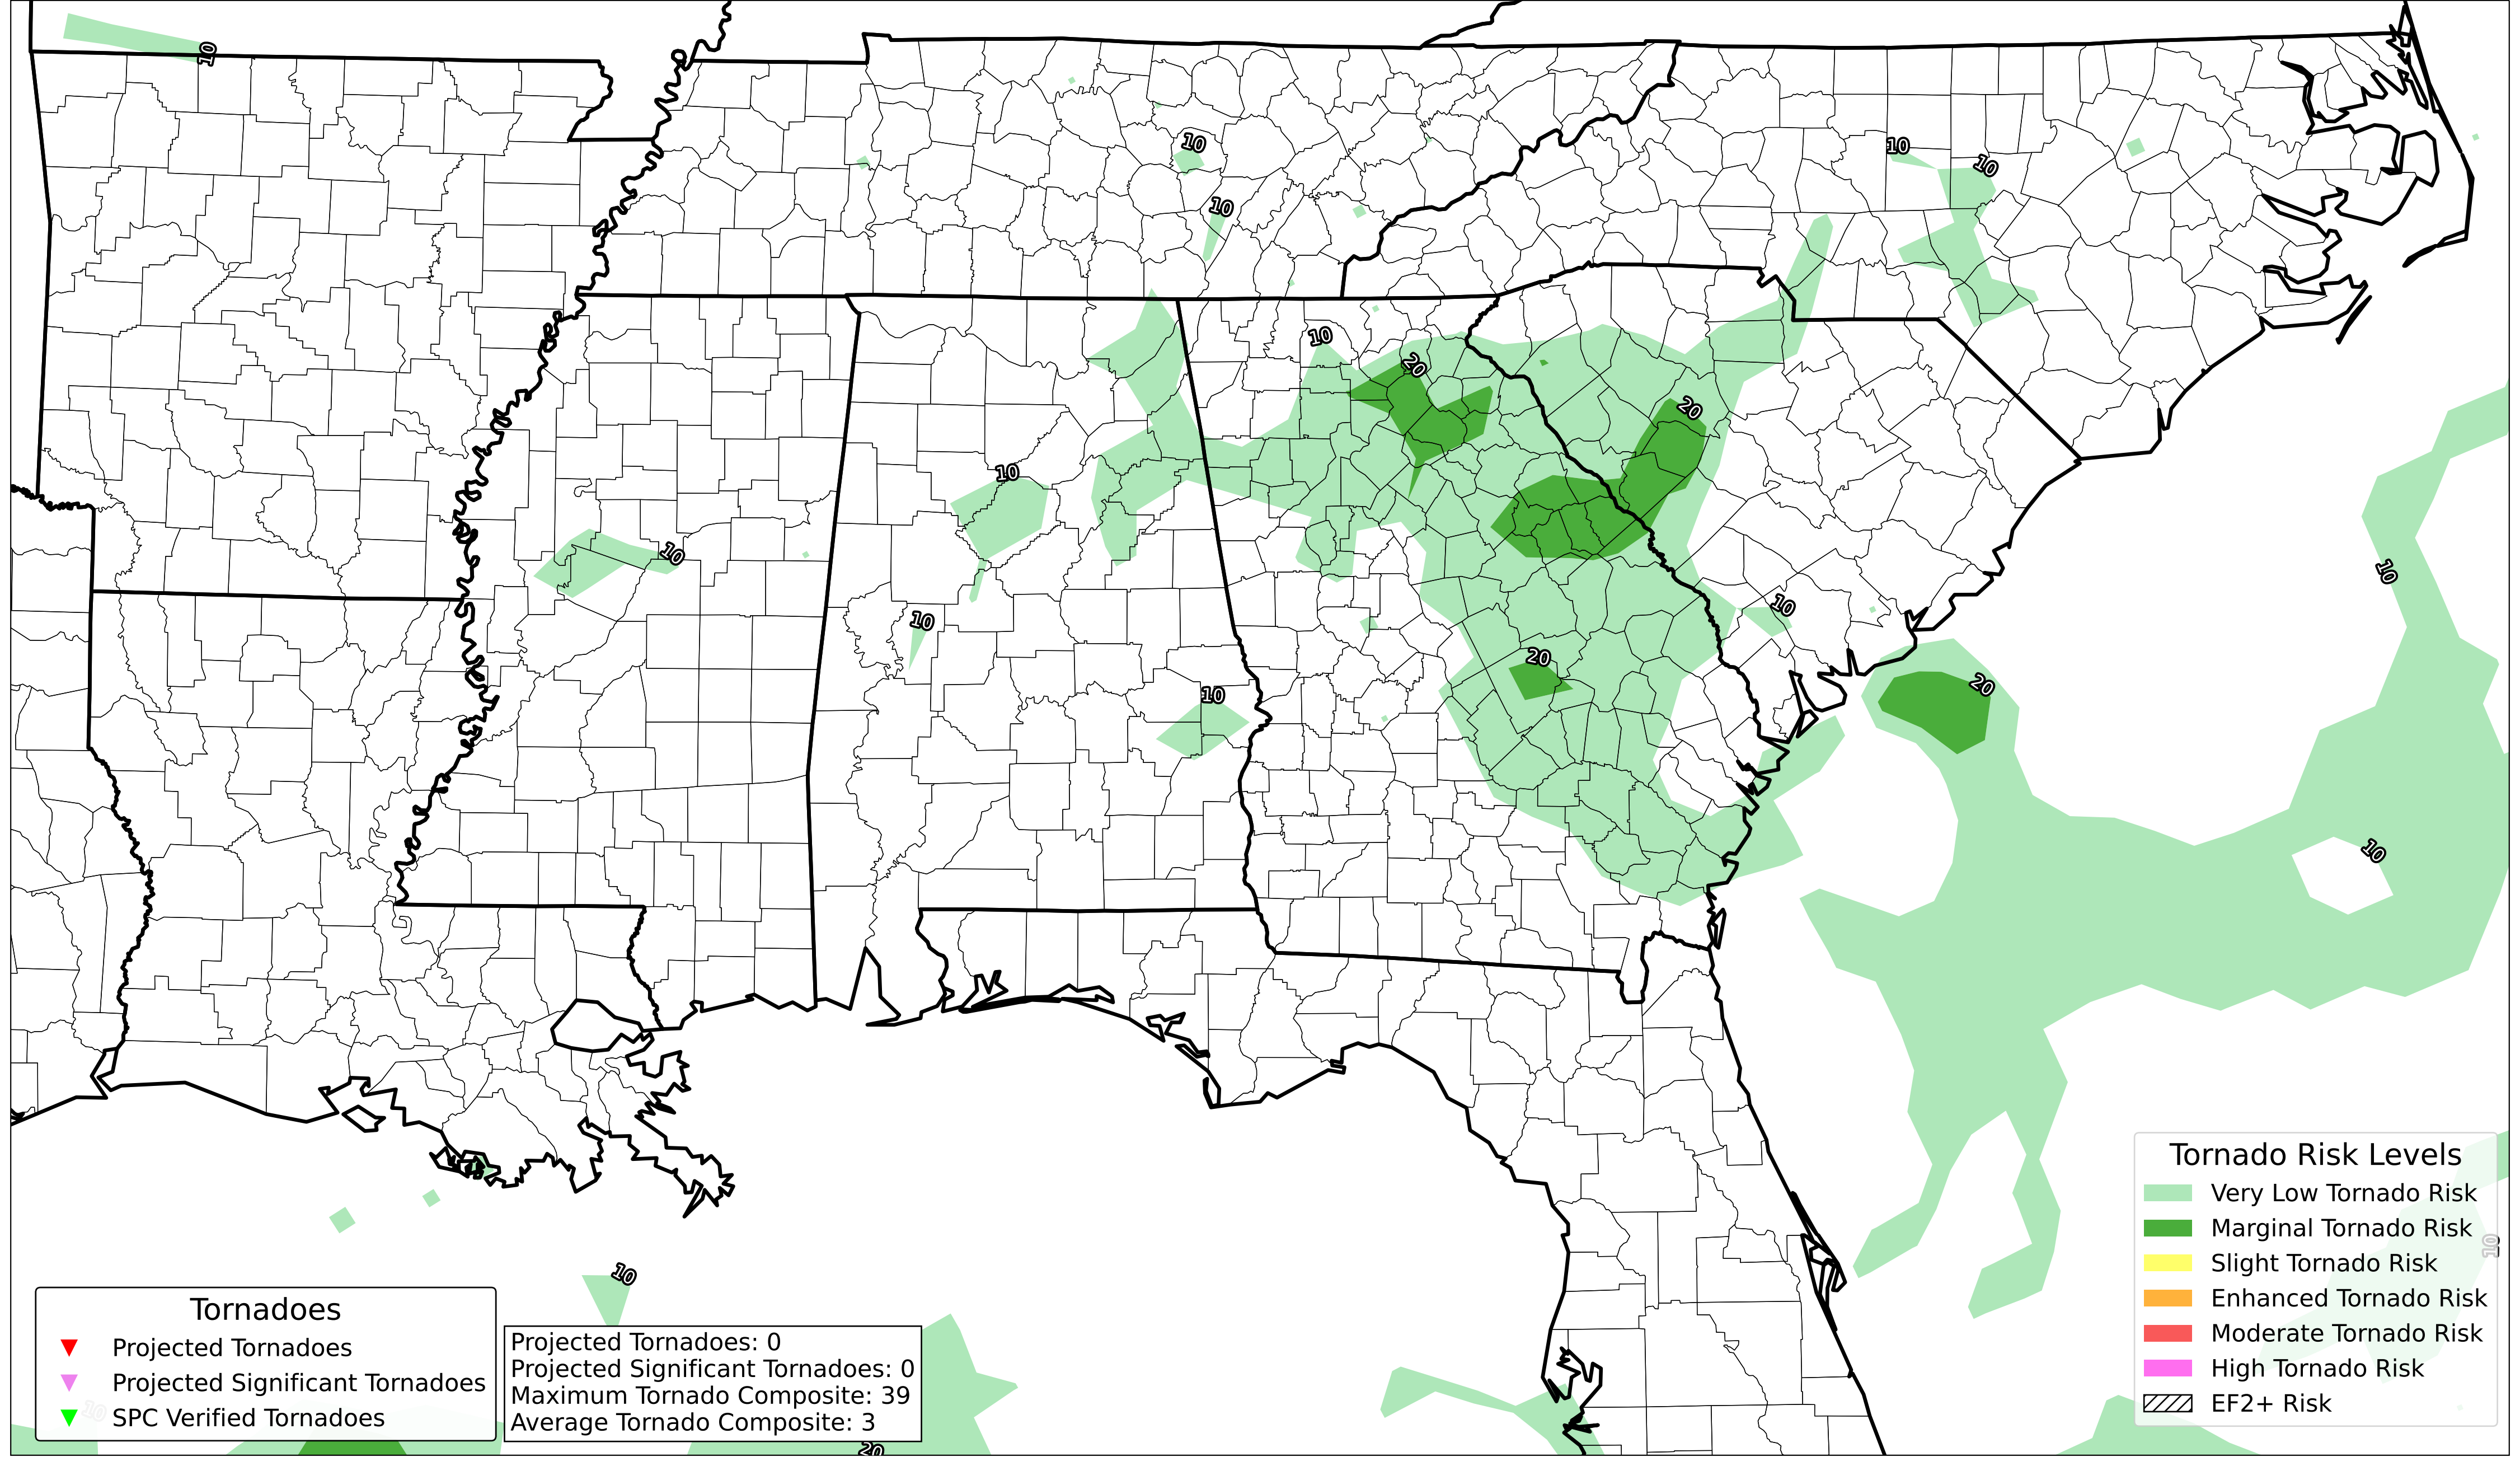 10
10
10
10
10
10
20
20
10
10
10
10
10
20
20
10
10
10
10
10
20
Tornado Risk Levels
Very Low Tornado Risk
Marginal Tornado Risk
Slight Tornado Risk
Enhanced Tornado Risk
Moderate Tornado Risk
High Tornado Risk
EF2+ Risk
Tornadoes
Projected Tornadoes
Projected Significant Tornadoes
SPC Verified Tornadoes
Projected Tornadoes: 0
Projected Significant Tornadoes: 0
Maximum Tornado Composite: 39
Average Tornado Composite: 3